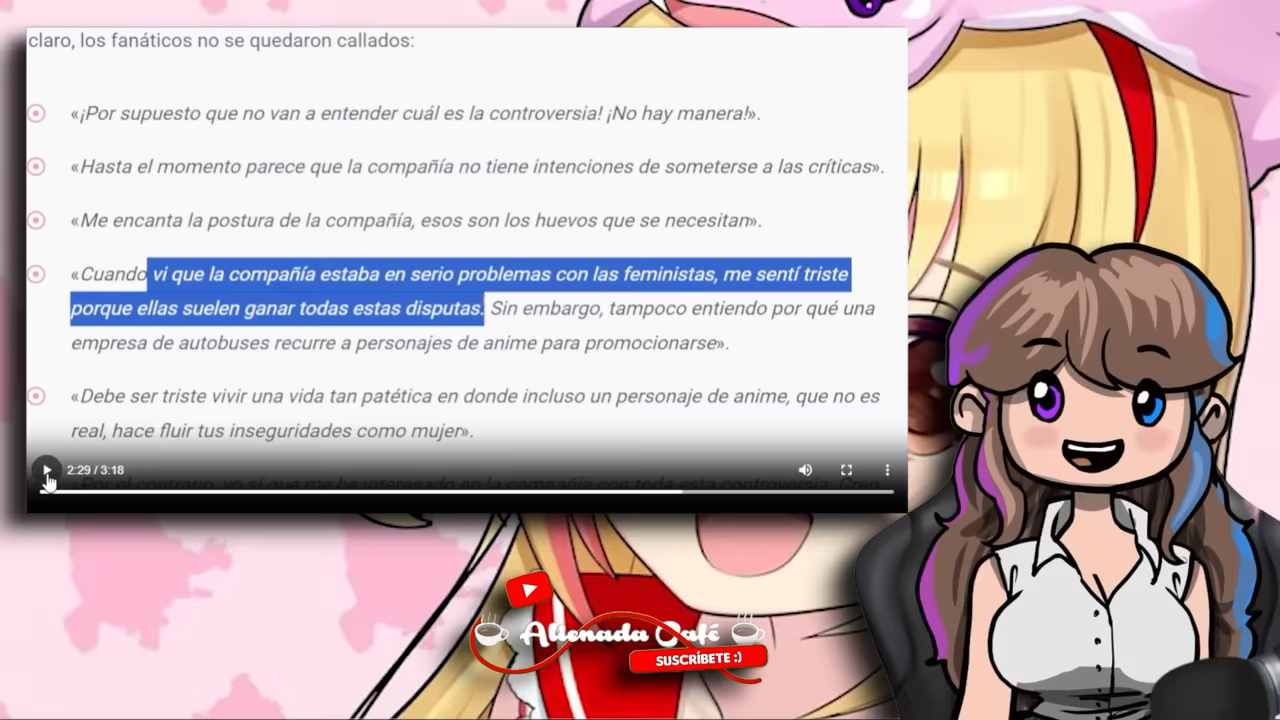 claro, los fanáticos no se quedaron callados:
«¡Por supuesto que no van a entender cuál es la controversia! ¡No hay manera!».
«Hasta el momento parece que la compañía no tiene intenciones de someterse a las críticas».
«Me encanta la postura de la compañía, esos son los huevos que se necesitan».
«Cuando vi que la compañía estaba en serio problemas con las feministas, me sentí triste
porque ellas suelen ganar todas estas disputas. Sin embargo, tampoco entiendo por qué una
empresa de autobuses recurre a personajes de anime para promocionarse».
«Debe ser triste vivir una vida tan patética en donde incluso un personaje de anime, que no es
real, hace fluir tus inseguridades como mujer».
2:29 / 3:18
Alienada Café
SUSCRÍBETE :)